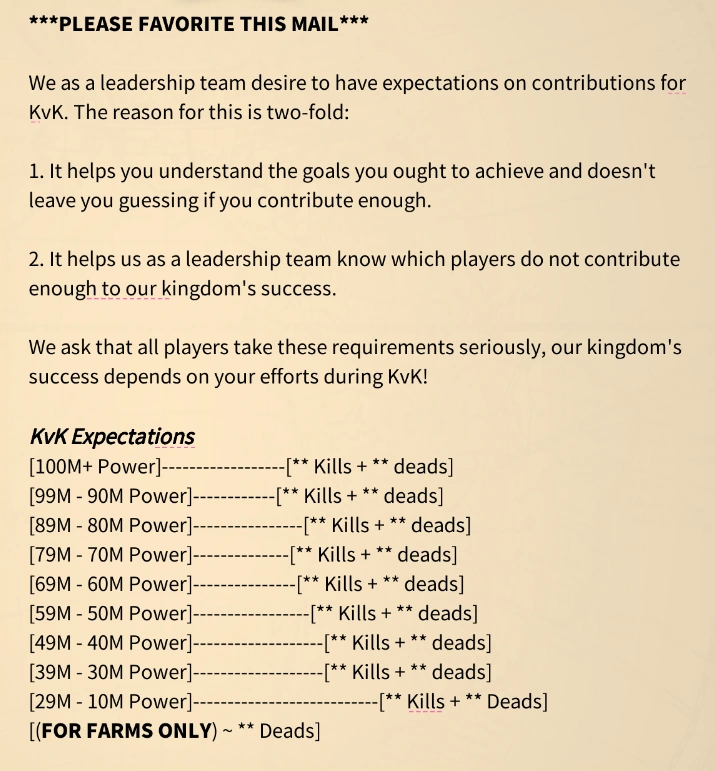 ***PLEASE FAVORITE THIS MAIL***
We as a leadership team desire to have expectations on contributions for
KvK. The reason for this is two-fold:
1. It helps you understand the goals you ought to achieve and doesn't
leave you guessing if you contribute enough.
2. It helps us as a leadership team know which players do not contribute
enough to our kingdom's success.
We ask that all players take these requirements seriously, our kingdom's
success depends on your efforts during KvK!
KvK Expectations
[100M+ Power]------------------[** Kills + ** deads]
[99M - 90M Power]------------[** Kills + ** deads]
[89M - 80M Power]----------------[** Kills + ** deads]
[79M - 70M Power]--------------[** Kills + ** deads]
[69M - 60M Power]---------------[** Kills + ** deads]
[59M - 50M Power]-----------------[** Kills + ** deads]
[49M - 40M Power]-------------------[** Kills + ** deads]
[39M - 30M Power]-------------------[** Kills + ** deads]
[29M - 10M Power]---------------------------[** Kills + ** Deads]
[(FOR FARMS ONLY) ~ ** Deads]